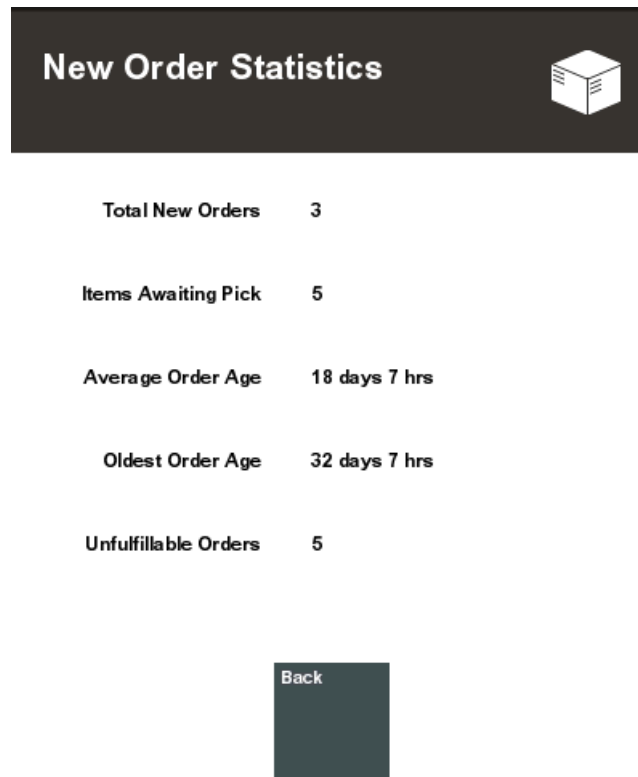 New Order Statistics
Total New Orders 3
Items Awaiting Pick 5
Average Order Age 18 days 7 hrs
Oldest Order Age 32 days 7 hrs
Unfulfillable Orders 5
Back